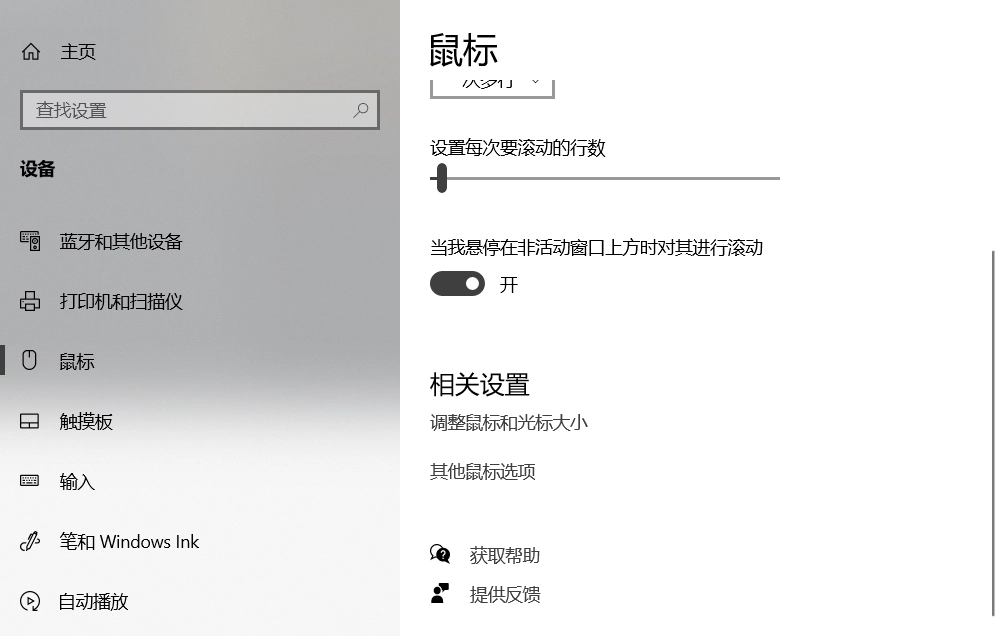 主页
查找设置
设备
蓝牙和其他设备
打印机和扫描仪
鼠标
触摸板
输入
笔和 Windows Ink
自动播放
鼠标
一次多行
设置每次要滚动的行数
当我悬停在非活动窗口上方时对其进行滚动
开
相关设置
调整鼠标和光标大小
其他鼠标选项
获取帮助
提供反馈